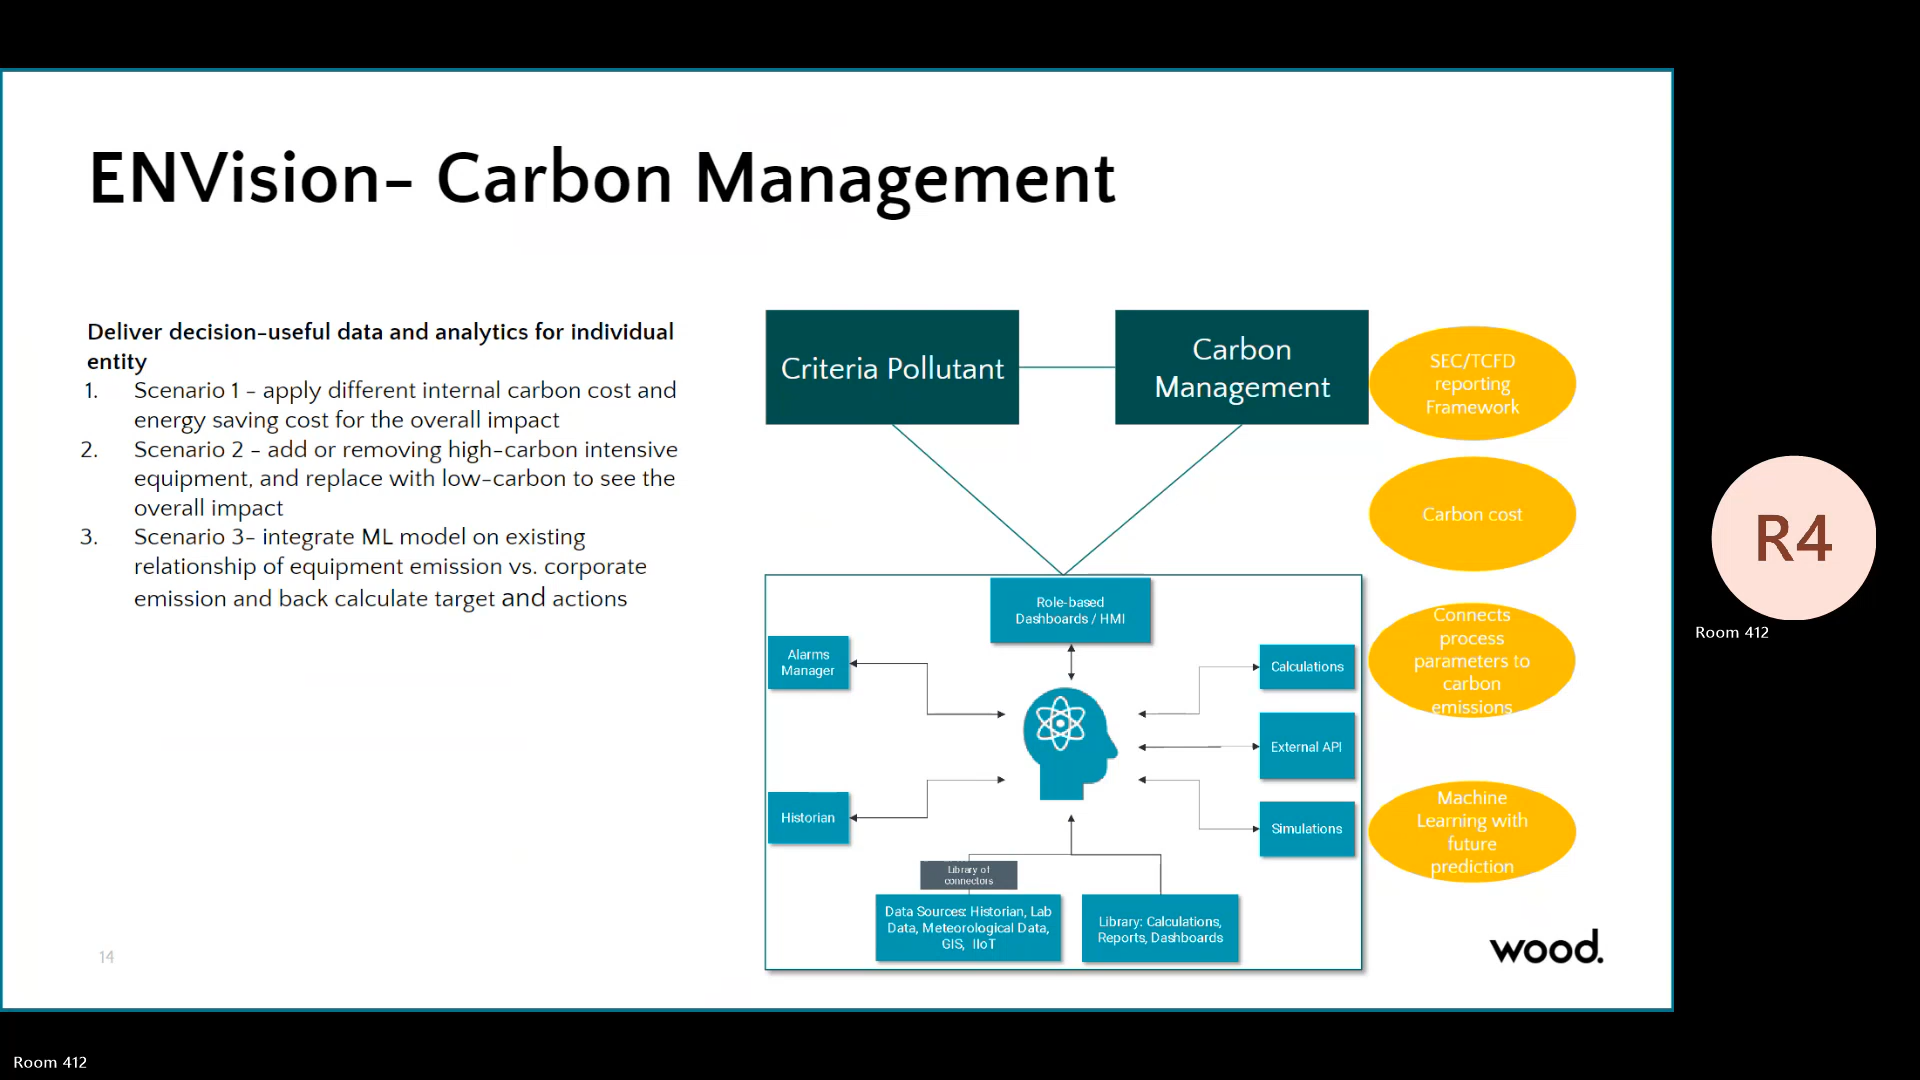 ENVision- Carbon Management
Deliver decision-useful data and analytics for individual
entity
1. Scenario 1 - apply different internal carbon cost and
energy saving cost for the overall impact
2. Scenario 2 - add or removing high-carbon intensive
equipment, and replace with low-carbon to see the
overall impact
3. Scenario 3- integrate ML model on existing
relationship of equipment emission vs. corporate
emission and back calculate target and actions
Criteria Pollutant
Carbon
Management
SEC/TCFD
reporting
Framework
Carbon cost
Connects
process
parameters to
carbon
emissions
Machine
Learning with
future
prediction
Role-based
Dashboards / HMI
Alarms
Manager
Historian
Calculations
External API
Simulations
Library of
connectors
Data Sources: Historian, Lab
Data, Meteorological Data,
GIS, IIoT
Library: Calculations,
Reports, Dashboards
14
wood.
R4
Room 412
Room 412